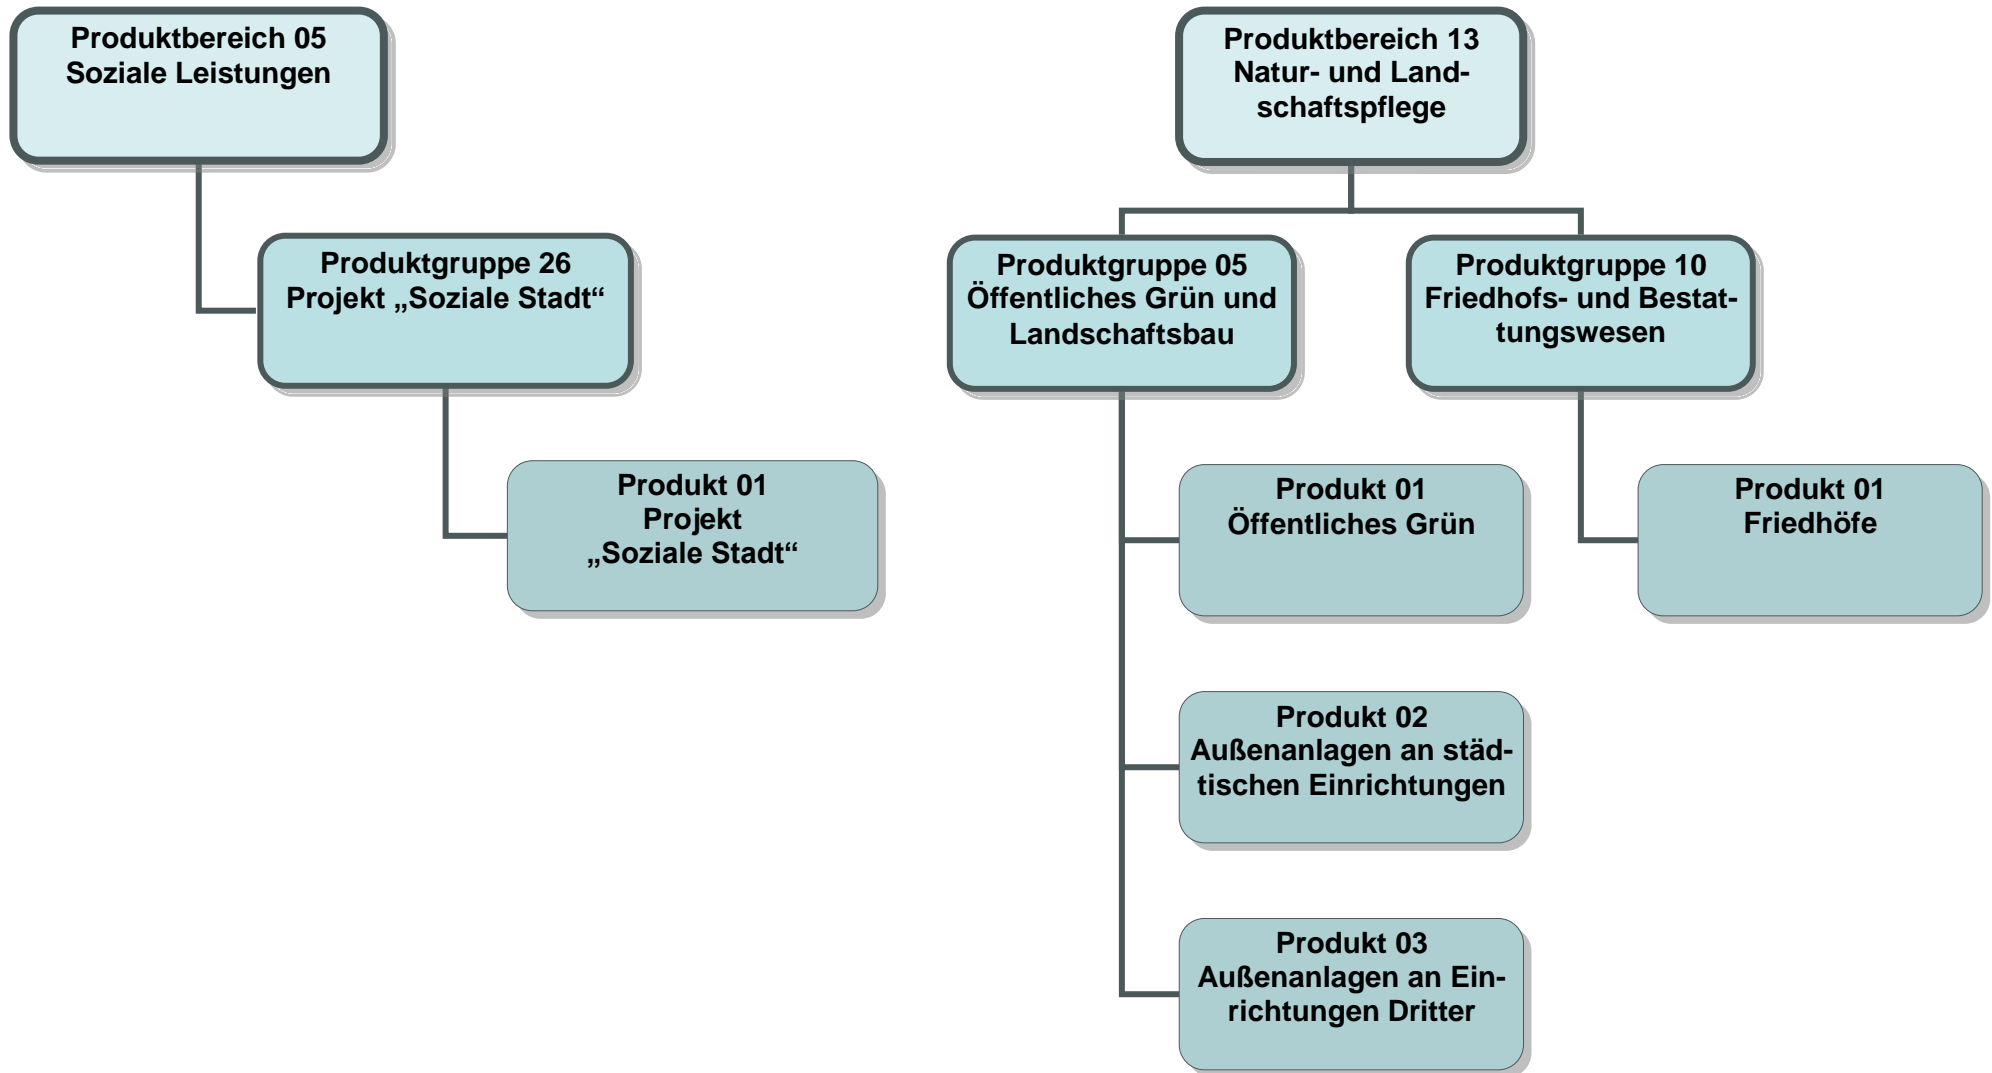 Produktbereich 05
Soziale Leistungen
Produktgruppe 26
Projekt „Soziale Stadt“
Produkt 01
Projekt
„Soziale Stadt“
Produktbereich 13
Natur- und Land-
schaftspflege
Produktgruppe 05
Öffentliches Grün und
Landschaftsbau
Produkt 01
Öffentliches Grün
Produkt 02
Außenanlagen an städ-
tischen Einrichtungen
Produkt 03
Außenanlagen an Ein-
richtungen Dritter
Produktgruppe 10
Friedhofs- und Bestat-
tungswesen
Produkt 01
Friedhöfe